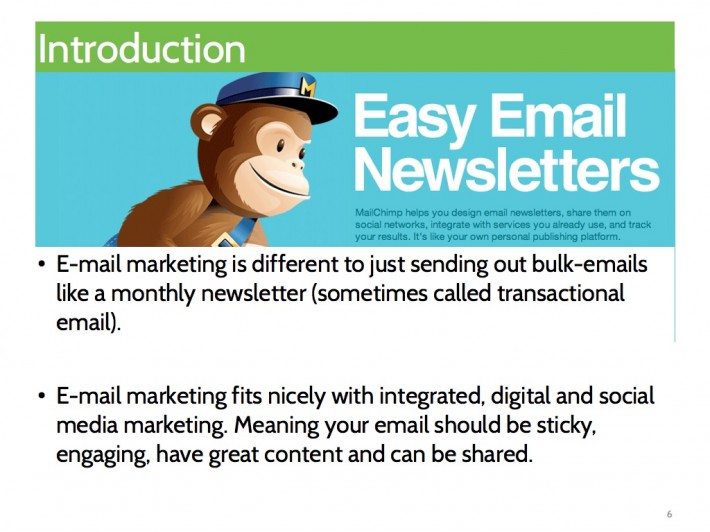 Introduction
M
Easy Email
Newsletters
MailChimp helps you design email newsletters, share them on
social networks, integrate with services you already use, and track
your results. It's like your own personal publishing platform.
• E-mail marketing is different to just sending out bulk-emails
like a monthly newsletter (sometimes called transactional
email).
• E-mail marketing fits nicely with integrated, digital and social
media marketing. Meaning your email should be sticky,
engaging, have great content and can be shared.
6